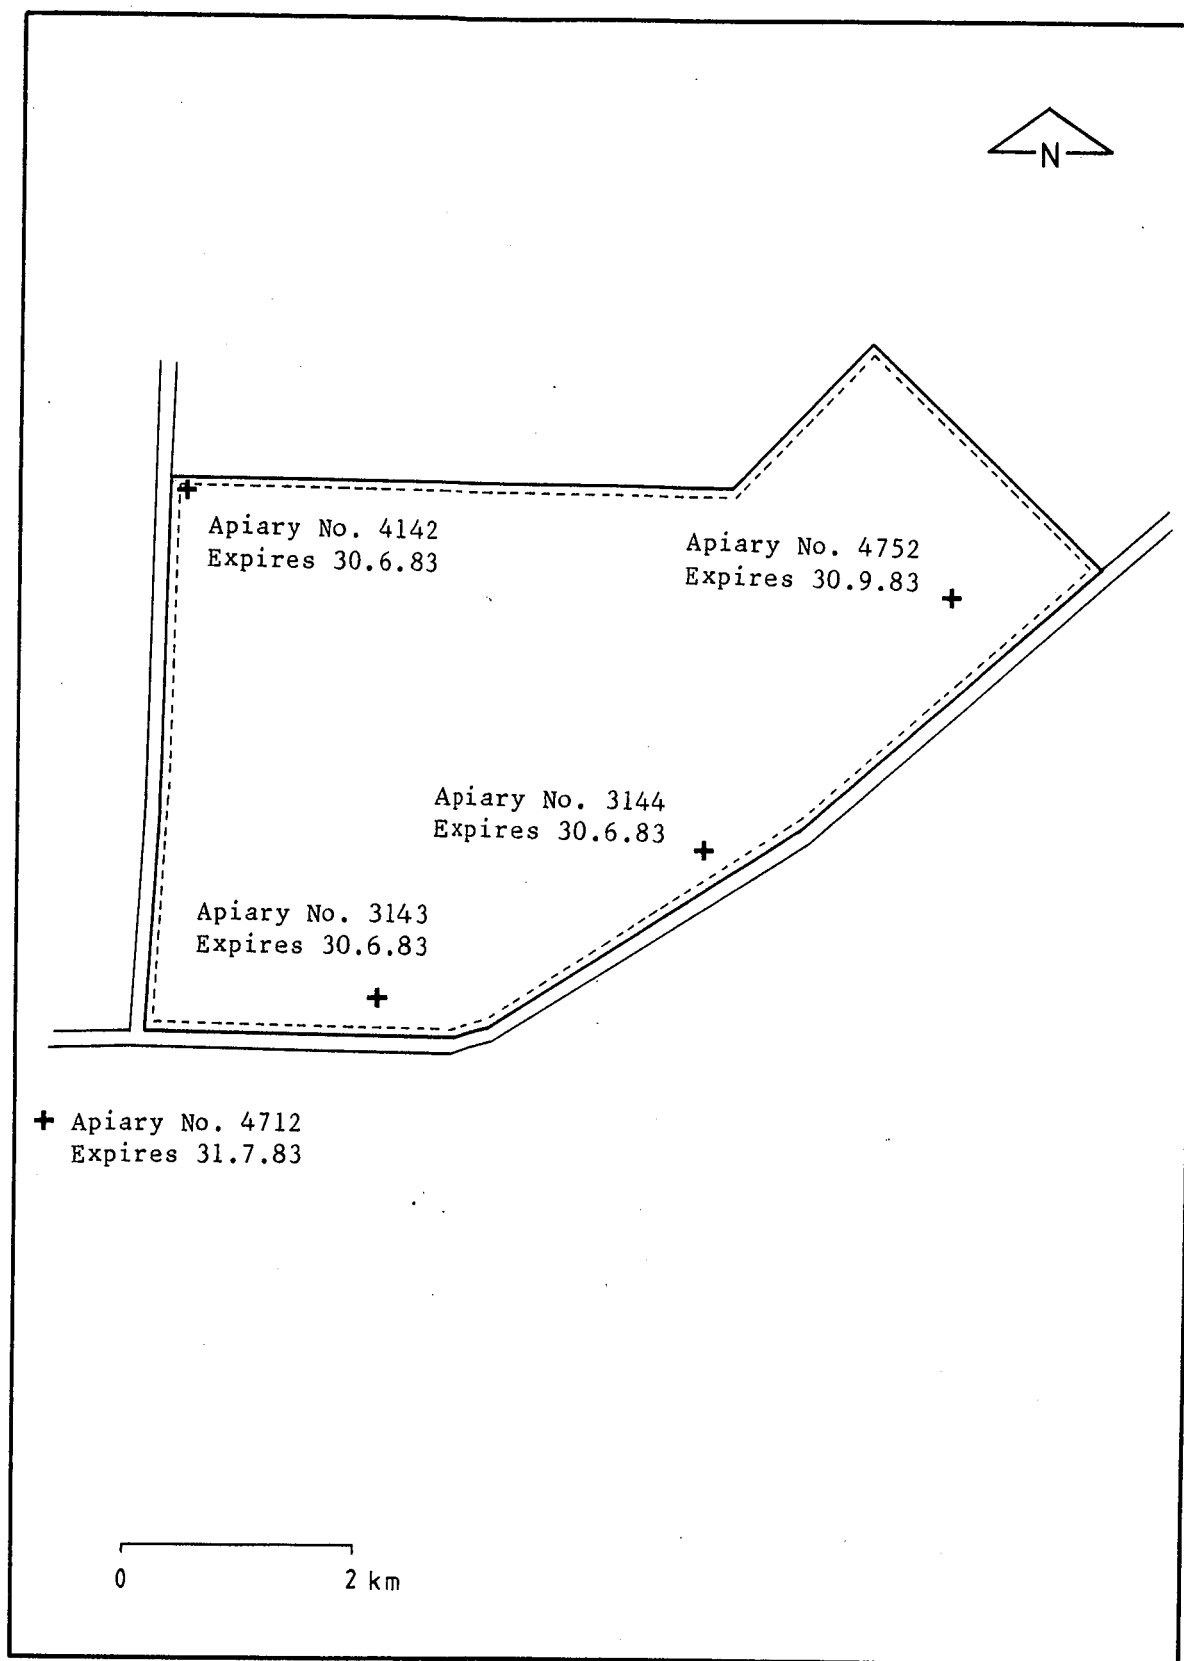 N
Apiary No. 4142
Expires 30.6.83
Apiary No. 4752
Expires 30.9.83
Apiary No. 3144
Expires 30.6.83
Apiary No. 3143
Expires 30.6.83
Apiary No. 4712
Expires 31.7.83
0 2 km